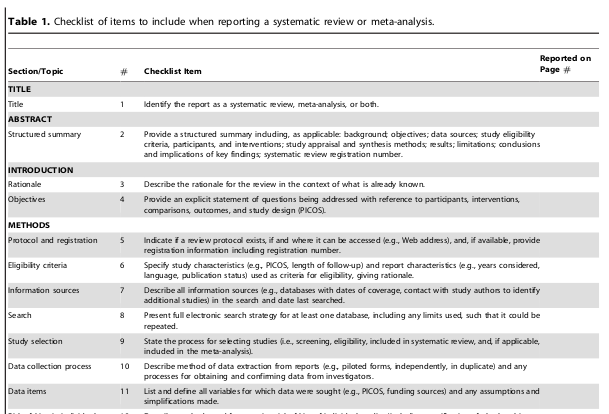 Table 1. Checklist of items to include when reporting a systematic review or meta-analysis.
Reported on
Section/Topic # Checklist Item Page #
TITLE
Title 1 Identify the report as a systematic review, meta-analysis, or both.
ABSTRACT
Structured summary 2 Provide a structured summary including, as applicable: background; objectives; data sources; study eligibility
criteria, participants, and interventions; study appraisal and synthesis methods; results; limitations; conclusions
and implications of key findings; systematic review registration number.
INTRODUCTION
Rationale 3 Describe the rationale for the review in the context of what is already known.
Objectives 4 Provide an explicit statement of questions being addressed with reference to participants, interventions,
comparisons, outcomes, and study design (PICOS).
METHODS
Protocol and registration 5 Indicate if a review protocol exists, if and where it can be accessed (e.g., Web address), and, if available, provide
registration information including registration number.
Eligibility criteria 6 Specify study characteristics (e.g., PICOS, length of follow-up) and report characteristics (e.g., years considered,
language, publication status) used as criteria for eligibility, giving rationale.
Information sources 7 Describe all information sources (e.g., databases with dates of coverage, contact with study authors to identify
additional studies) in the search and date last searched.
Search 8 Present full electronic search strategy for at least one database, including any limits used, such that it could be
repeated.
Study selection 9 State the process for selecting studies (i.e., screening, eligibility, included in systematic review, and, if applicable,
included in the meta-analysis).
Data collection process 10 Describe method of data extraction from reports (e.g., piloted forms, independently, in duplicate) and any
processes for obtaining and confirming data from investigators.
Data items 11 List and define all variables for which data were sought (e.g., PICOS, funding sources) and any assumptions and
simplifications made.